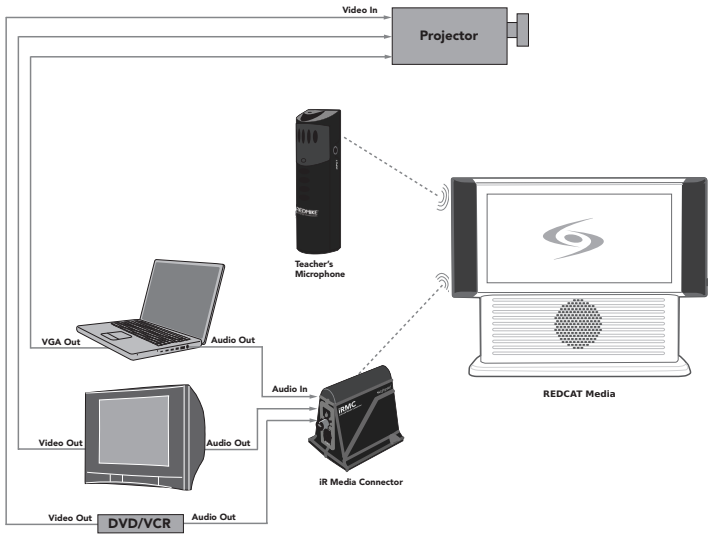 Video In
Projector
REDMIKE
Teacher's
Microphone
VGA Out
Audio Out
Audio In
iRMC
REDCAT Media
Video Out
Audio Out
iR Media Connector
Video Out
DVD/VCR
Audio Out